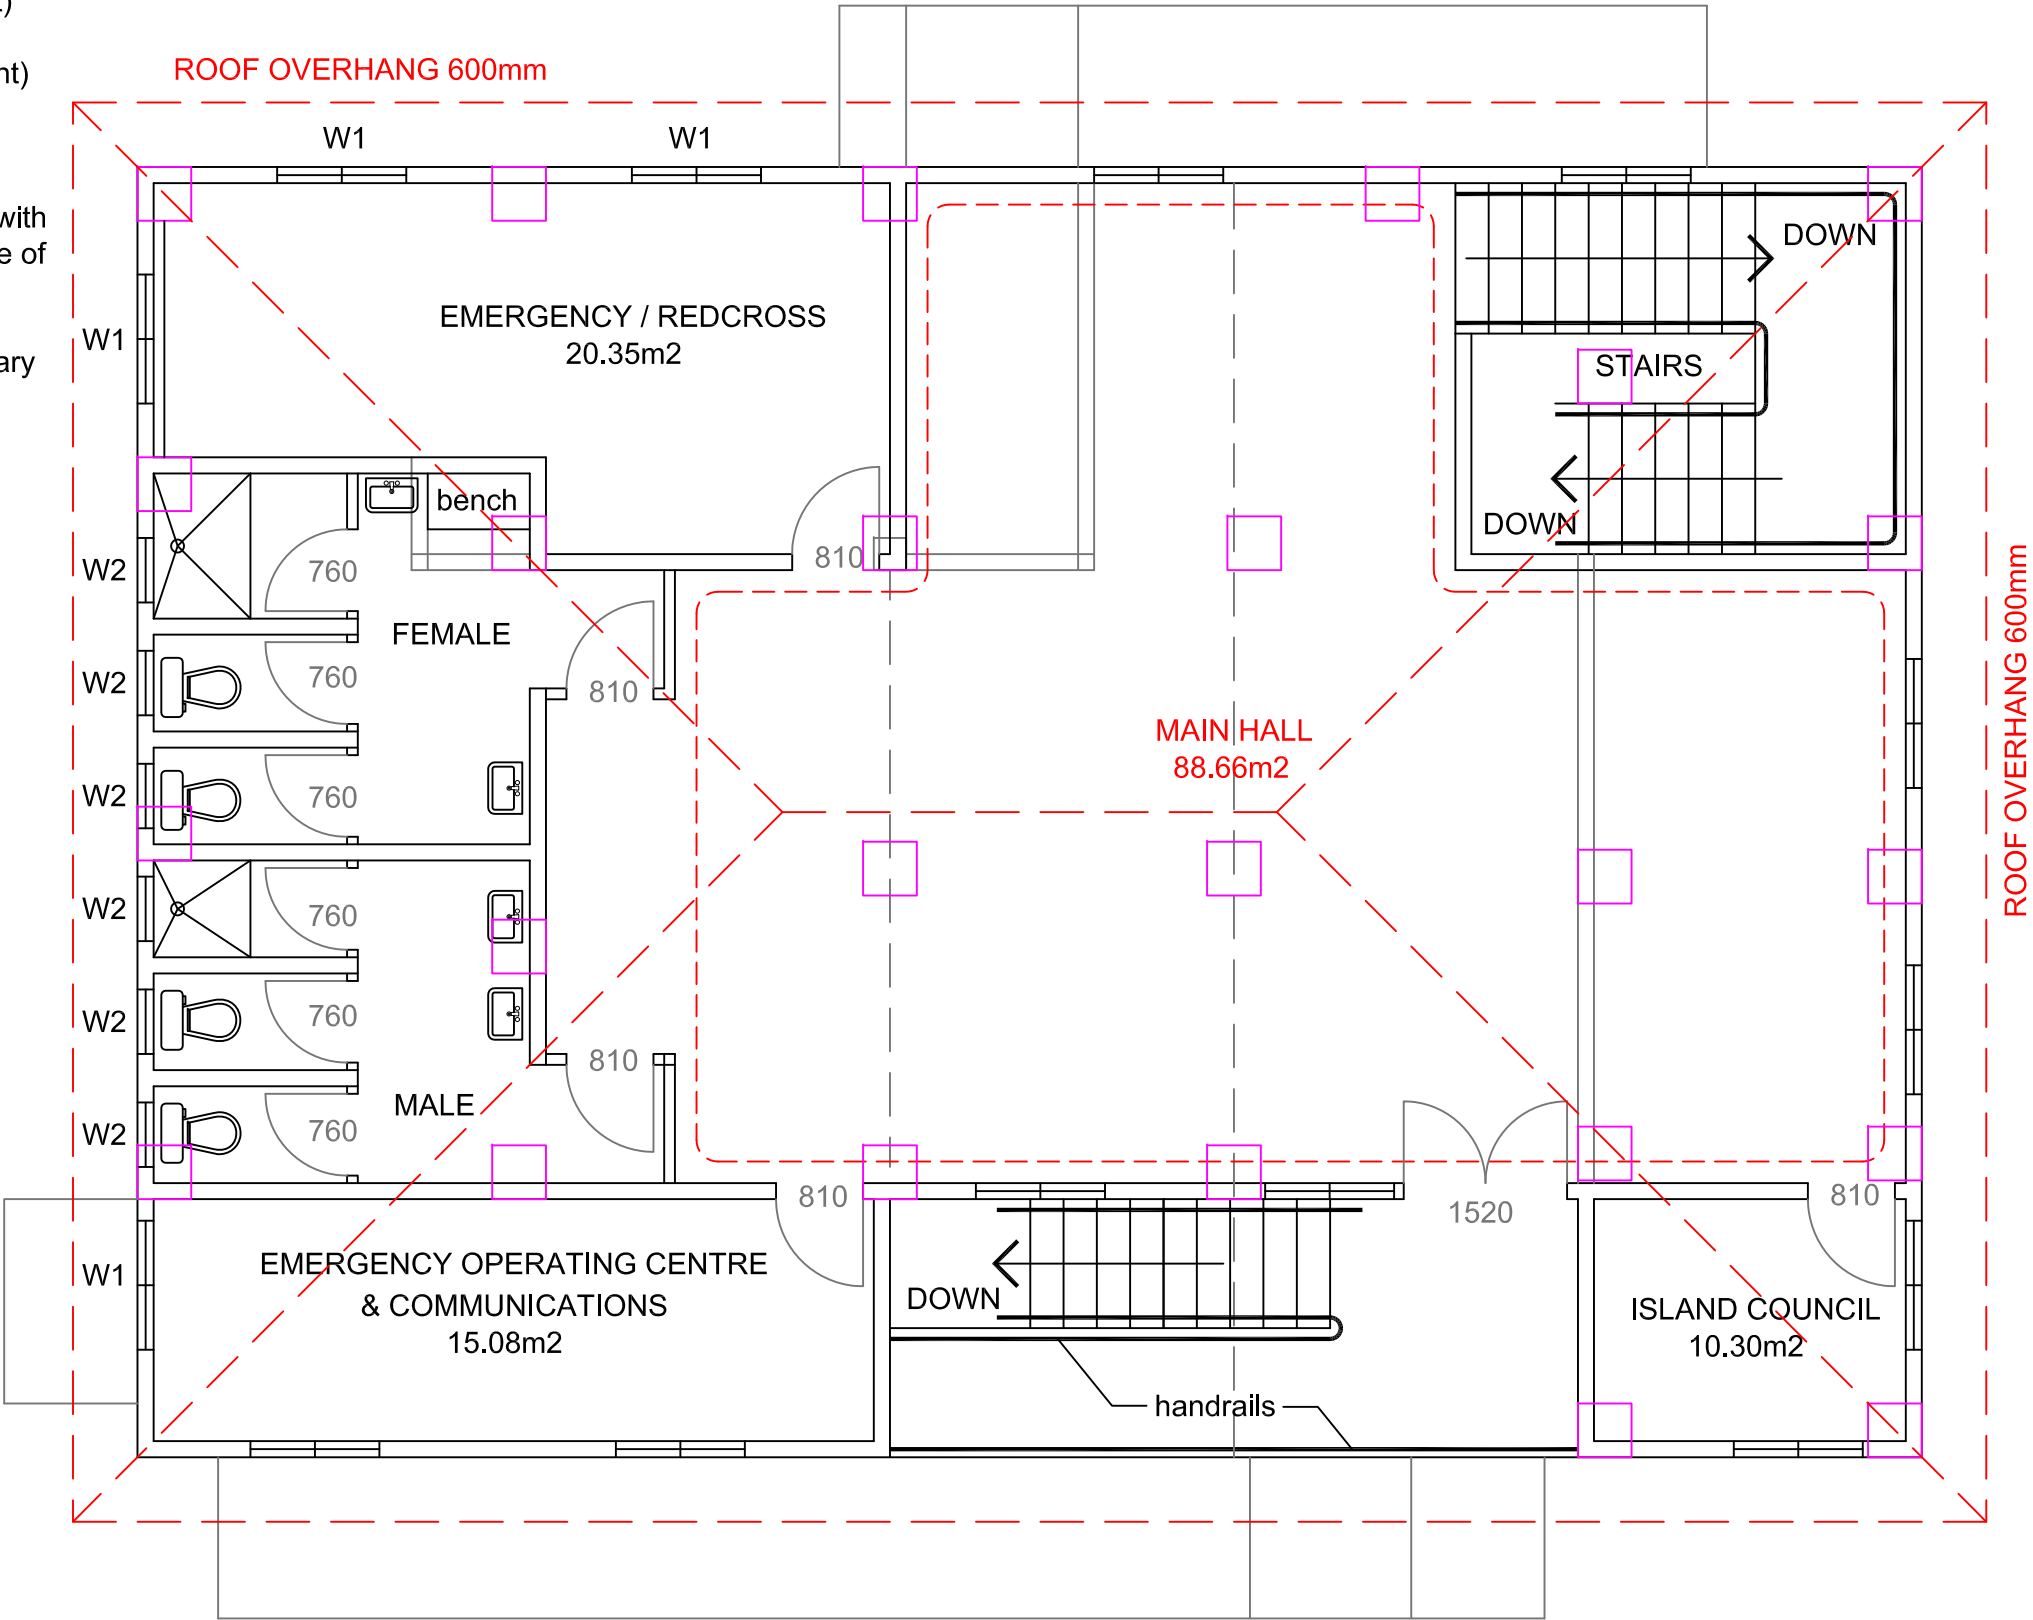 ROOF OVERHANG 600mm
W1
W1
with
e of
W1
EMERGENCY / REDCROSS
20.35m2
DOWN
STAIRS
DOWN
bench
810
760
W2
FEMALE
760
W2
810
760
W2
MAIN HALL
88.66m2
ROOF OVERHANG 600mm
760
W2
760
W2
810
MALE
760
W2
810
1520
810
W1
EMERGENCY OPERATING CENTRE
& COMMUNICATIONS
15.08m2
DOWN
handrails
ISLAND COUNCIL
10.30m2